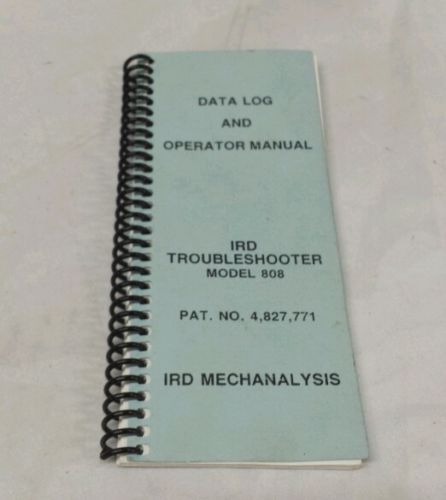 DATA LOG
AND
OPERATOR MANUAL
IRD
TROUBLESHOOTER
MODEL 808
PAT. NO. 4,827,771
IRD MECHANALYSIS